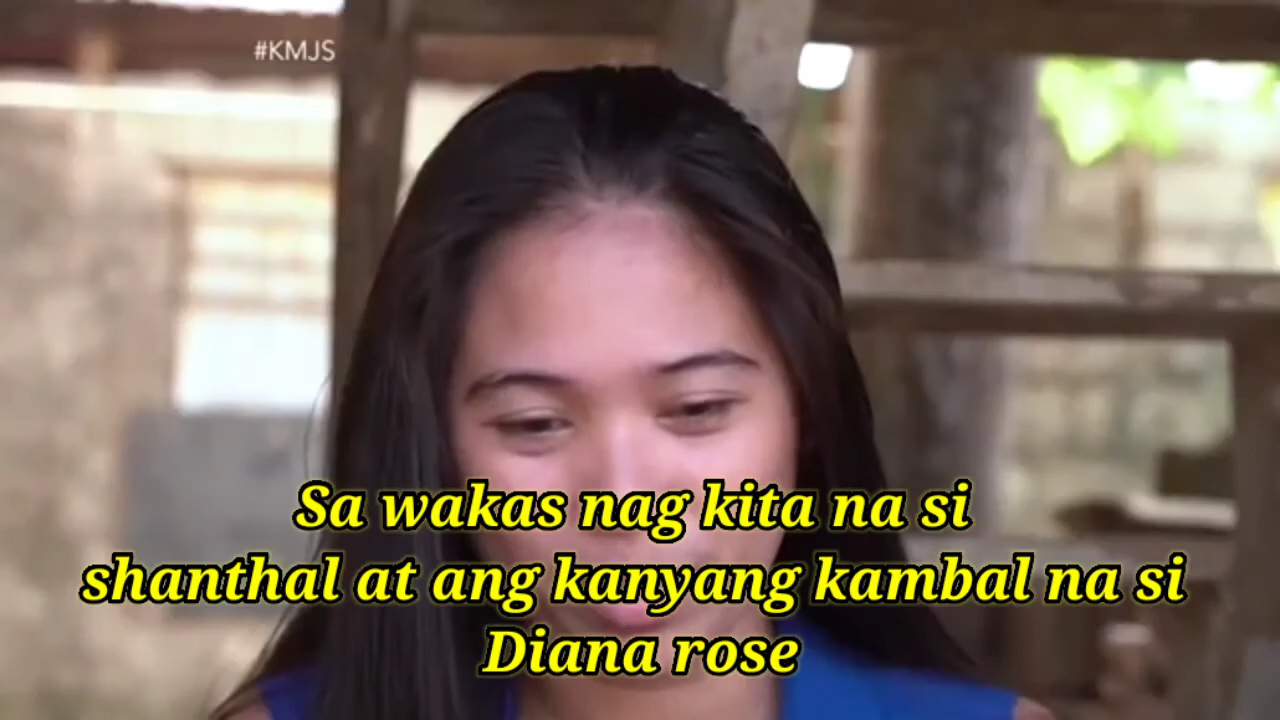 #KMJS
Sa wakas nag kita na si
shanthal at ang kanyang kambal na si
Diana rose